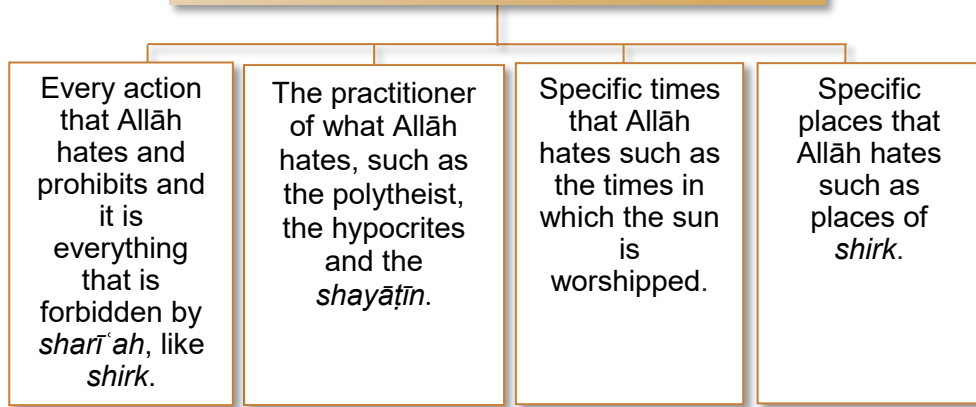 Every action
that Allāh
hates and
prohibits and
it is
everything
that is
forbidden by
sharīʿah, like
shirk.
The practitioner
of what Allāh
hates, such as
the polytheist,
the hypocrites
and the
shayāṭīn.
Specific times
that Allāh
hates such as
the times in
which the sun
is
worshipped.
Specific
places that
Allāh hates
such as
places of
shirk.